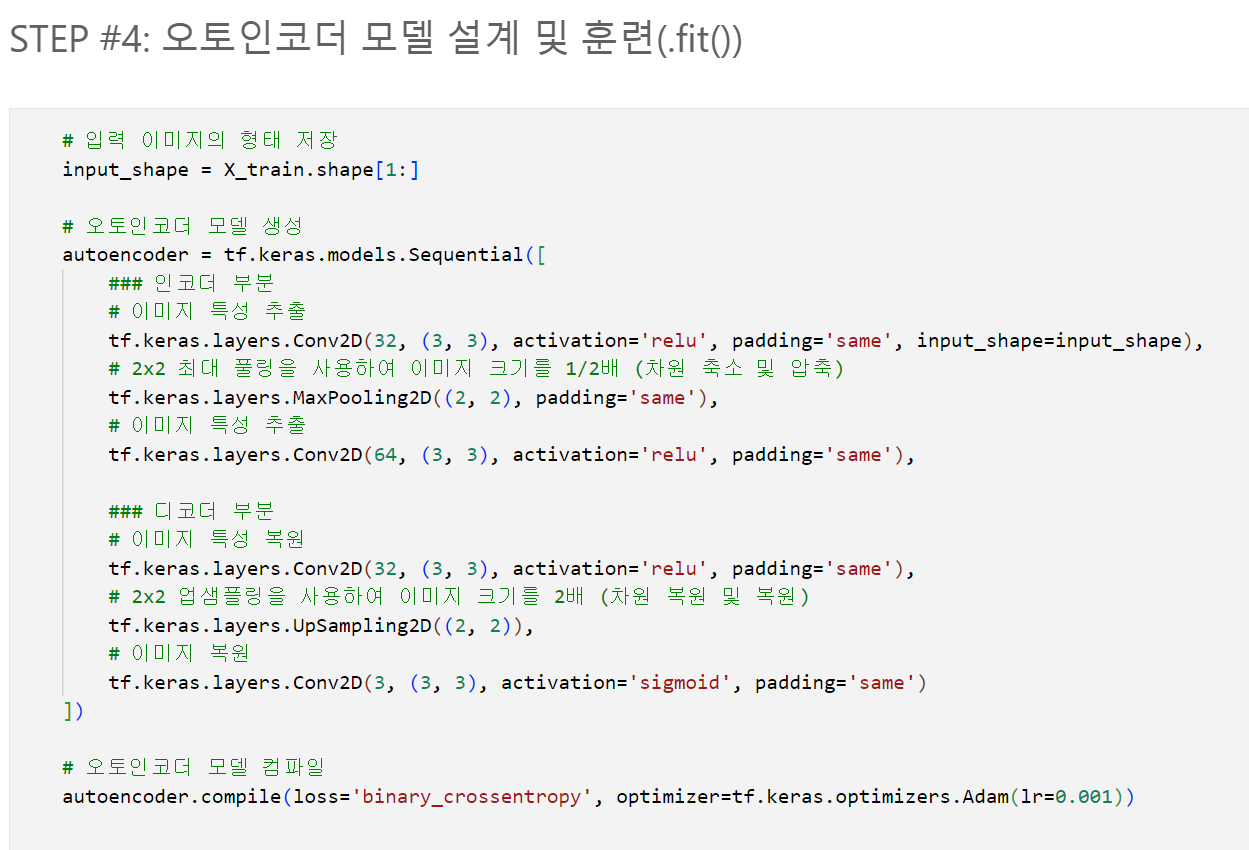 STEP #4: 오토인코더 모델 설계 및 훈련(.fit())
# 입력 이미지의 형태 저장
input_shape = X_train.shape[1:]
# 오토인코더 모델 생성
autoencoder = tf.keras.models.Sequential([
### 인코더 부분
# 이미지 특성 추출
tf.keras.layers.Conv2D(32, (3, 3), activation='relu', padding='same', input_shape=input_shape),
# 2x2 최대 풀링을 사용하여 이미지 크기를 1/2배 (차원 축소 및 압축)
tf.keras.layers.MaxPooling2D((2, 2), padding='same'),
# 이미지 특성 추출
tf.keras.layers.Conv2D(64, (3, 3), activation='relu', padding='same'),
### 디코더 부분
# 이미지 특성 복원
tf.keras.layers.Conv2D(32, (3, 3), activation='relu', padding='same'),
# 2x2 업샘플링을 사용하여 이미지 크기를 2배 (차원 복원 및 복원)
tf.keras.layers.UpSampling2D((2, 2)),
# 이미지 복원
tf.keras.layers.Conv2D(3, (3, 3), activation='sigmoid', padding='same')
])
# 오토인코더 모델 컴파일
autoencoder.compile(loss='binary_crossentropy', optimizer=tf.keras.optimizers.Adam(lr=0.001))